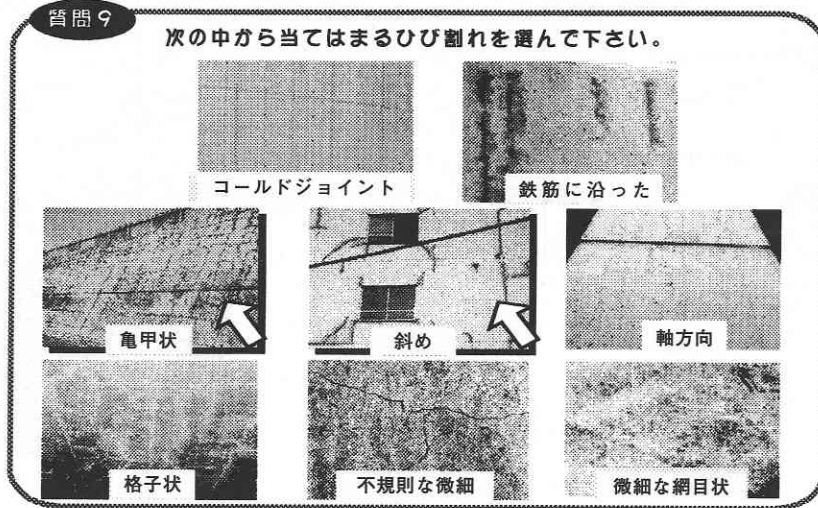 質問9
次の中から当てはまるひび割れを選んで下さい。
コールドジョイント
鉄筋に沿った
亀甲状
斜め
軸方向
格子状
不規則な微細
微細な網目状